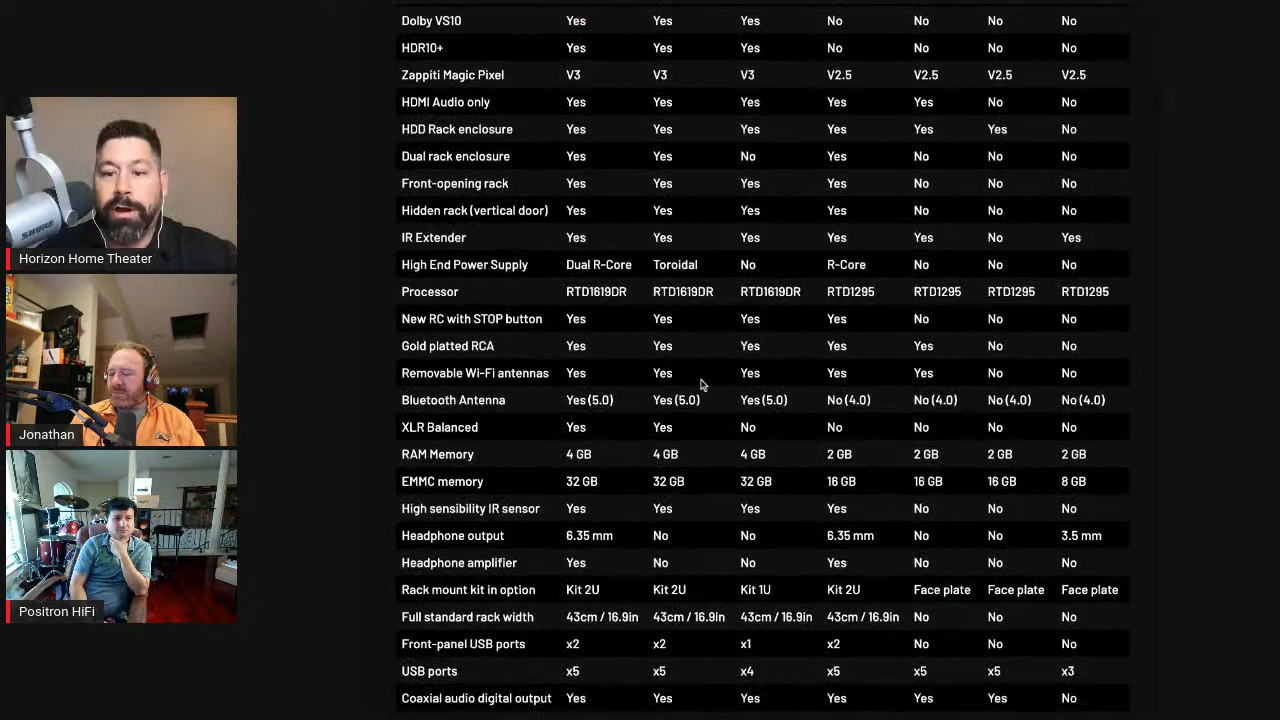 Dolby VS10 Yes Yes Yes No No No No
HDR10+ Yes Yes Yes No No No No
Zappiti Magic Pixel V3 V3 V3 V2.5 V2.5 V2.5 V2.5
HDMI Audio only Yes Yes Yes Yes Yes No No
HDD Rack enclosure Yes Yes Yes Yes Yes Yes No
Dual rack enclosure Yes Yes No Yes No No No
Front-opening rack Yes Yes Yes Yes No No No
Hidden rack (vertical door) Yes Yes Yes Yes No No No
IR Extender Yes Yes Yes Yes Yes No Yes
High End Power Supply Dual R-Core Toroidal No R-Core No No No
Processor RTD1619DR RTD1619DR RTD1619DR RTD1295 RTD1295 RTD1295 RTD1295
New RC with STOP button Yes Yes Yes Yes No No No
Gold platted RCA Yes Yes Yes Yes Yes No No
Removable Wi-Fi antennas Yes Yes Yes Yes Yes No No
Bluetooth Antenna Yes (5.0) Yes (5.0) Yes (5.0) No (4.0) No (4.0) No (4.0) No (4.0)
XLR Balanced Yes Yes No No No No No
RAM Memory 4 GB 4 GB 4 GB 2 GB 2 GB 2 GB 2 GB
EMMC memory 32 GB 32 GB 32 GB 16 GB 16 GB 16 GB 8 GB
High sensibility IR sensor Yes Yes Yes Yes No No No
Headphone output 6.35 mm No No 6.35 mm No No 3.5 mm
Headphone amplifier Yes No No Yes No No No
Rack mount kit in option Kit 2U Kit 2U Kit 1U Kit 2U Face plate Face plate Face plate
Full standard rack width 43cm / 16.9in 43cm / 16.9in 43cm / 16.9in 43cm / 16.9in No No No
Front-panel USB ports x2 x2 x1 x2 No No No
USB ports x5 x5 x4 x5 x5 x5 x3
Coaxial audio digital output Yes Yes Yes Yes Yes Yes No
SHURE
Horizon Home Theater
Jonathan
Positron HiFi